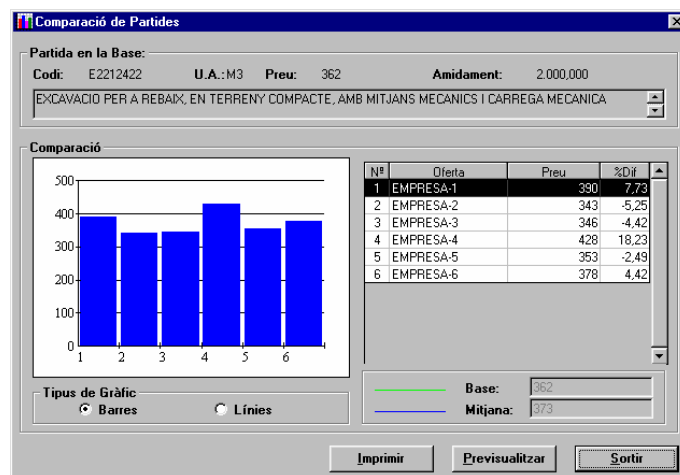 Comparació de Partides
Partida en la Base:
Codi: E2212422 U.A.: M3 Preu: 362 Amidament: 2.000,000
EXCAVACIO PER A REBAIX, EN TERRENY COMPACTE, AMB MITJANS MECANICS I CARREGA MECANICA
Comparació
500
400
300
200
100
0
1 2 3 4 5 6
Nª Oferta Preu %Dif
1 EMPRESA-1 390 7,73
2 EMPRESA-2 343 -5,25
3 EMPRESA-3 346 -4,42
4 EMPRESA-4 428 18,23
5 EMPRESA-5 353 -2,49
6 EMPRESA-6 378 4,42
Tipus de Gràfic
Barres Línies
Base: 362
Mitjana: 373
Imprimir Previsualitzar Sortir